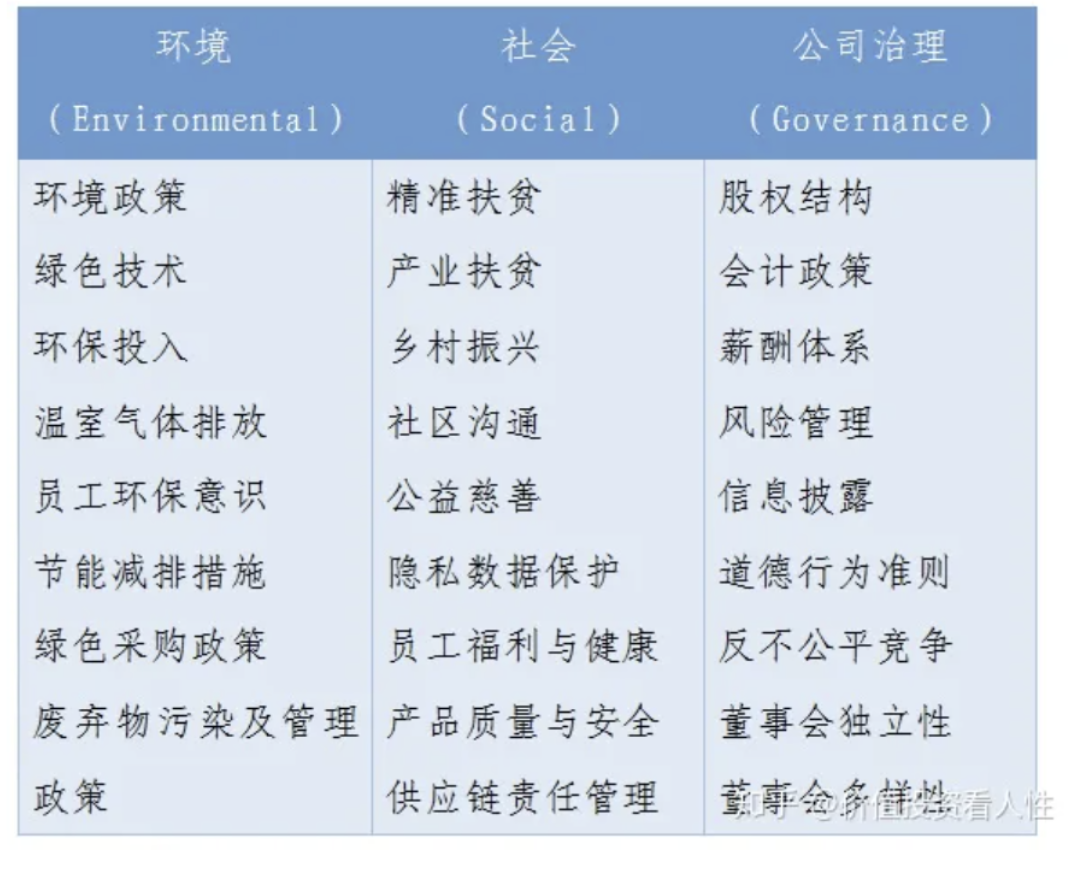 环境
(Environmental)
社会
(Social)
公司治理
(Governance)
环境政策
绿色技术
环保投入
温室气体排放
员工环保意识
节能减排措施
绿色采购政策
废弃物污染及管理
政策
精准扶贫
产业扶贫
乡村振兴
社区沟通
公益慈善
隐私数据保护
员工福利与健康
产品质量与安全
供应链责任管理
股权结构
会计政策
薪酬体系
风险管理
信息披露
道德行为准则
反不公平竞争
董事会独立性
董事会多样性
知乎 @价值投资看人性